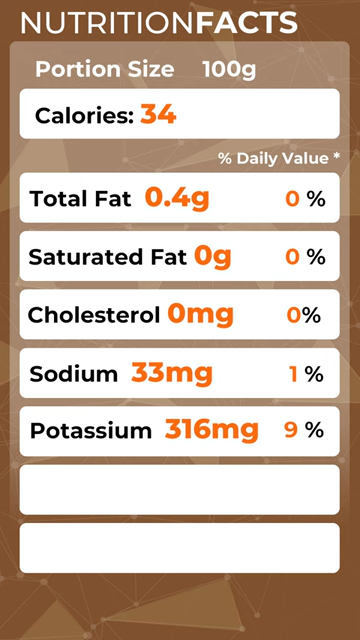 NUTRITIONFACTS
Portion Size 100g
Calories: 34
% Daily Value *
Total Fat 0.4g 0 %
Saturated Fat 0g 0 %
Cholesterol 0mg 0%
Sodium 33mg 1 %
Potassium 316mg 9 %